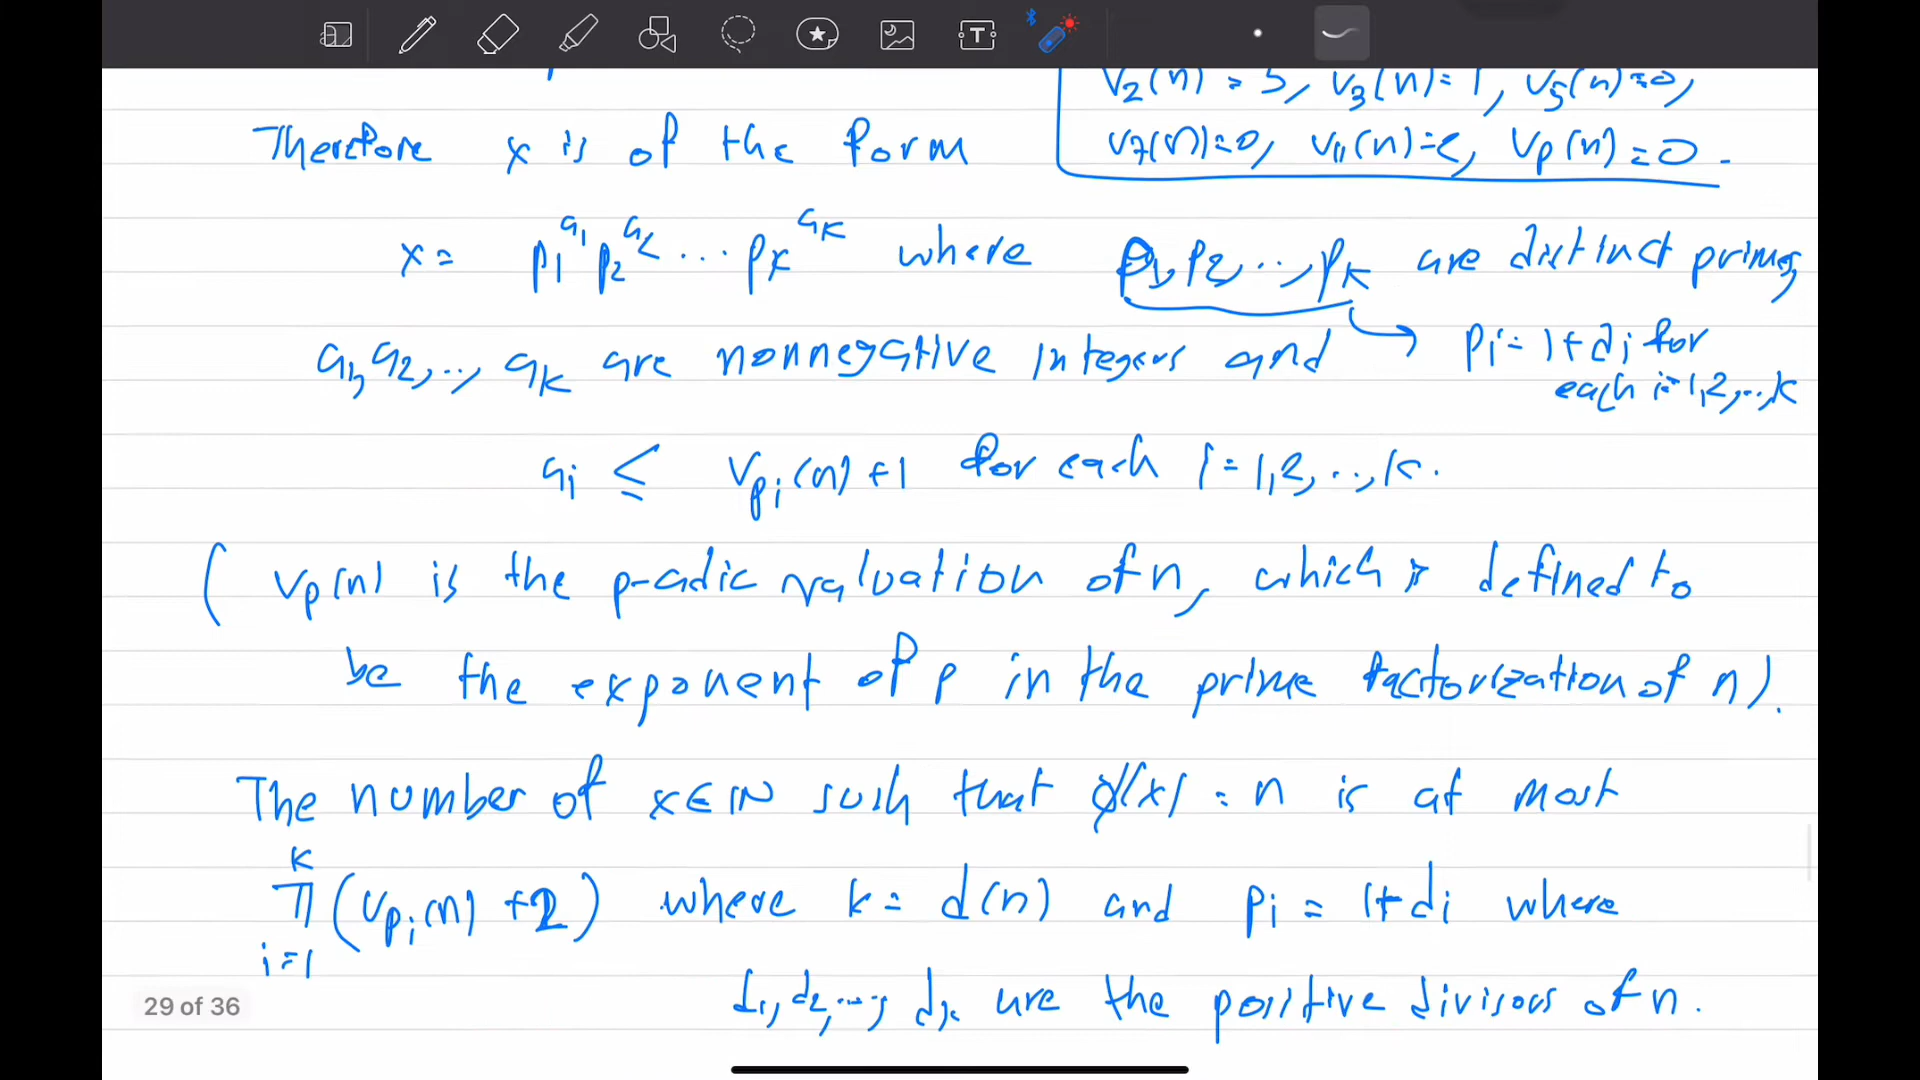 V₂(n) = 5, V₃(n) = 1, V₅(n) = 0,
Therefore x is of the form
V₇(n) = 0, V₁₁(n) = 2, Vₚ(n) = 0.
x = p₁^a₁ p₂^a₂ ... pₖ^aₖ where p₁, p₂, ..., pₖ are distinct primes,
a₁, a₂, ..., aₖ are nonnegative integers and → pᵢ = 1+dᵢ for
each i=1,2,..,k
aᵢ ≤ V_pᵢ(n) + 1 for each i = 1,2, ..., k.
( vₚ(n) is the p-adic valuation of n, which is defined to
be the exponent of p in the prime factorization of n).
The number of x ∈ ℕ such that φ(x) = n is at most
∏_{i=1}^{k} (V_pᵢ(n) + 2) where k = d(n) and pᵢ = 1+dᵢ where
d₁, d₂, ..., dₖ are the positive divisors of n.
29 of 36